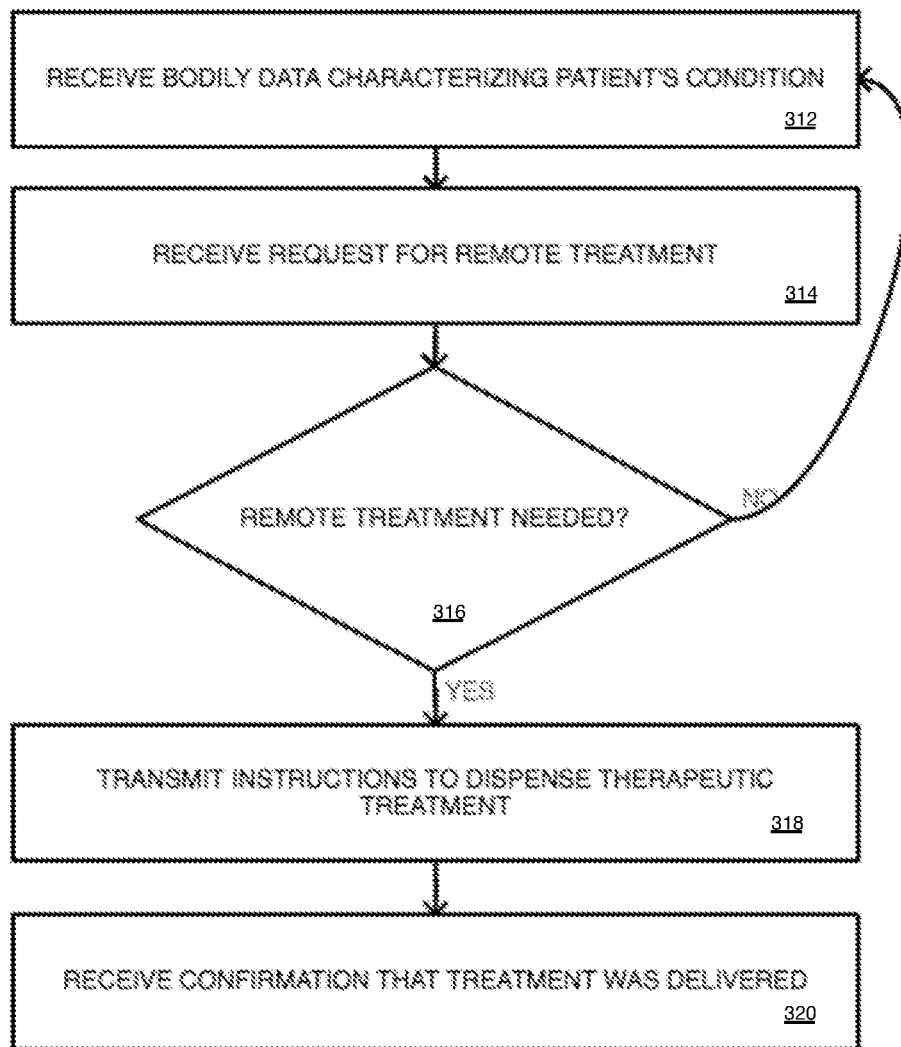 RECEIVE BODILY DATA CHARACTERIZING PATIENT'S CONDITION
312
RECEIVE REQUEST FOR REMOTE TREATMENT
314
REMOTE TREATMENT NEEDED?
NO
316
YES
TRANSMIT INSTRUCTIONS TO DISPENSE THERAPEUTIC
TREATMENT
318
RECEIVE CONFIRMATION THAT TREATMENT WAS DELIVERED
320